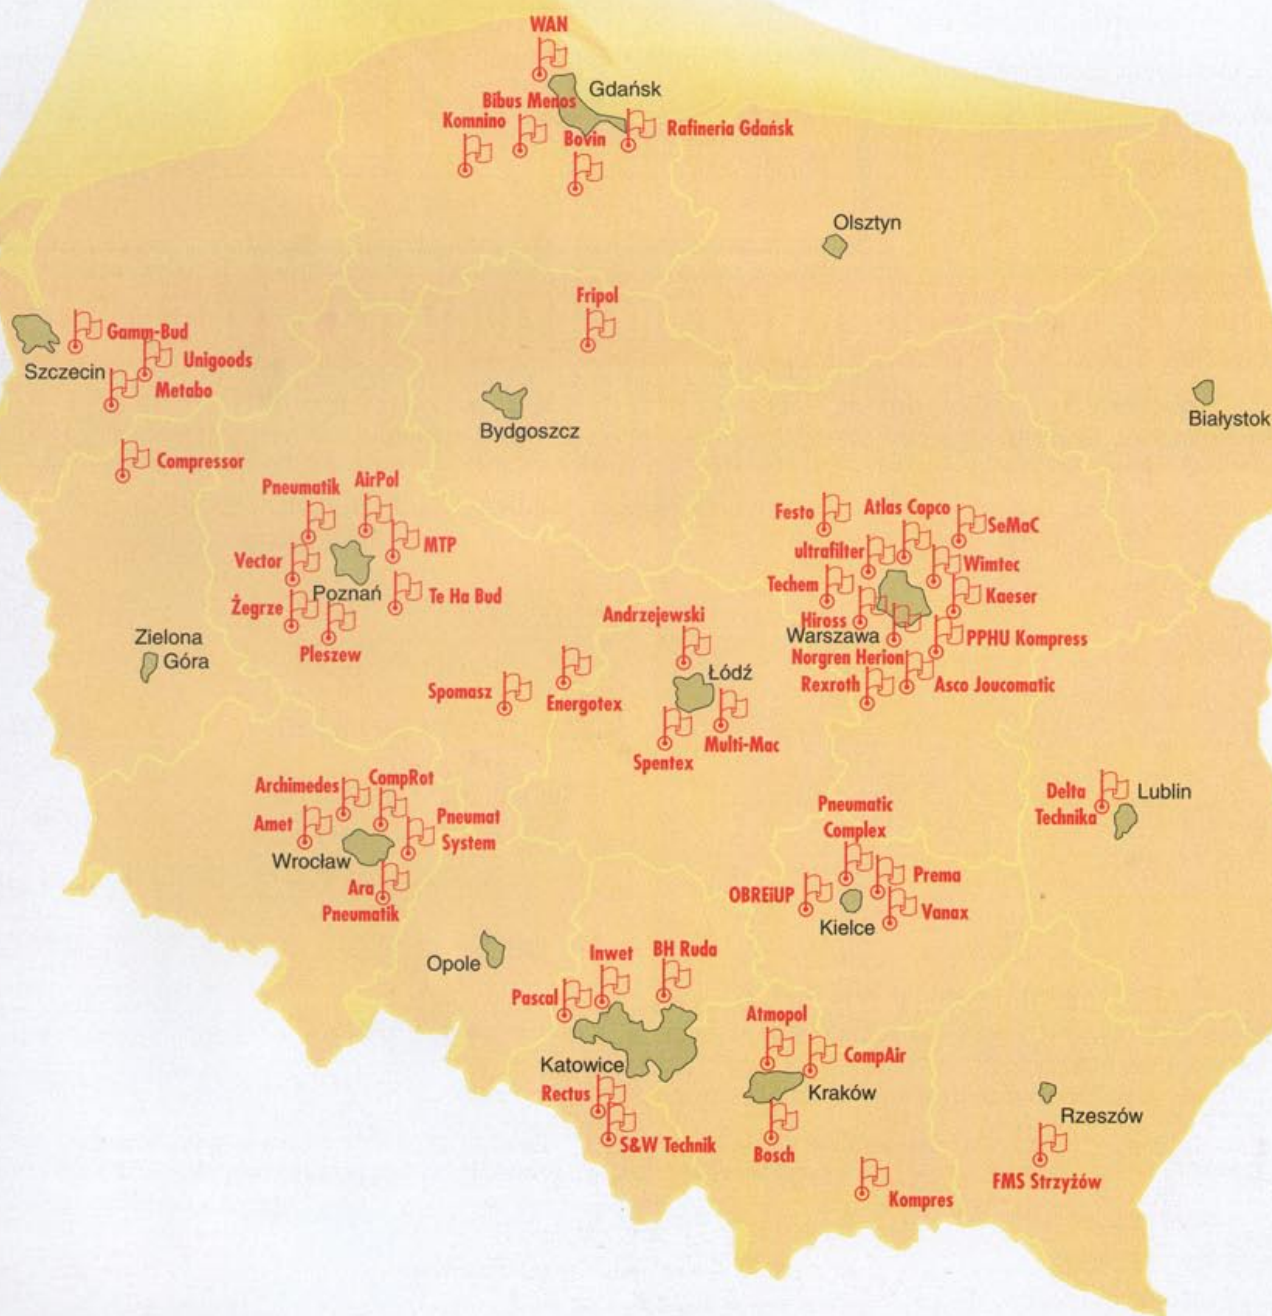 WAN
Gdańsk
Bibus Menos
Komnino
Bovin
Rafineria Gdańsk
Olsztyn
Fripol
Gamm-Bud
Unigoods
Szczecin
Metabo
Białystok
Bydgoszcz
Compressor
Pneumatik
AirPol
MTP
Vector
Poznań
Te Ha Bud
Żegrze
Pleszew
Festo
Atlas Copco
SeMaC
ultrafilter
Wimtec
Techem
Kaeser
Hiross
Warszawa
PPHU Kompress
Norgren Herion
Rexroth
Asco Joucomatic
Zielona
Góra
Andrzejewski
Łódź
Spomasz
Energotex
Multi-Mac
Spentex
Archimedes
CompRot
Amet
Pneumat
System
Wrocław
Ara
Pneumatik
Delta
Technika
Lublin
Pneumatic
Complex
Prema
OBREiUP
Vanax
Kielce
Opole
Inwet
BH Ruda
Pascal
Katowice
Rectus
S&W Technik
Atmopol
CompAir
Kraków
Bosch
Kompres
Rzeszów
FMS Strzyżów